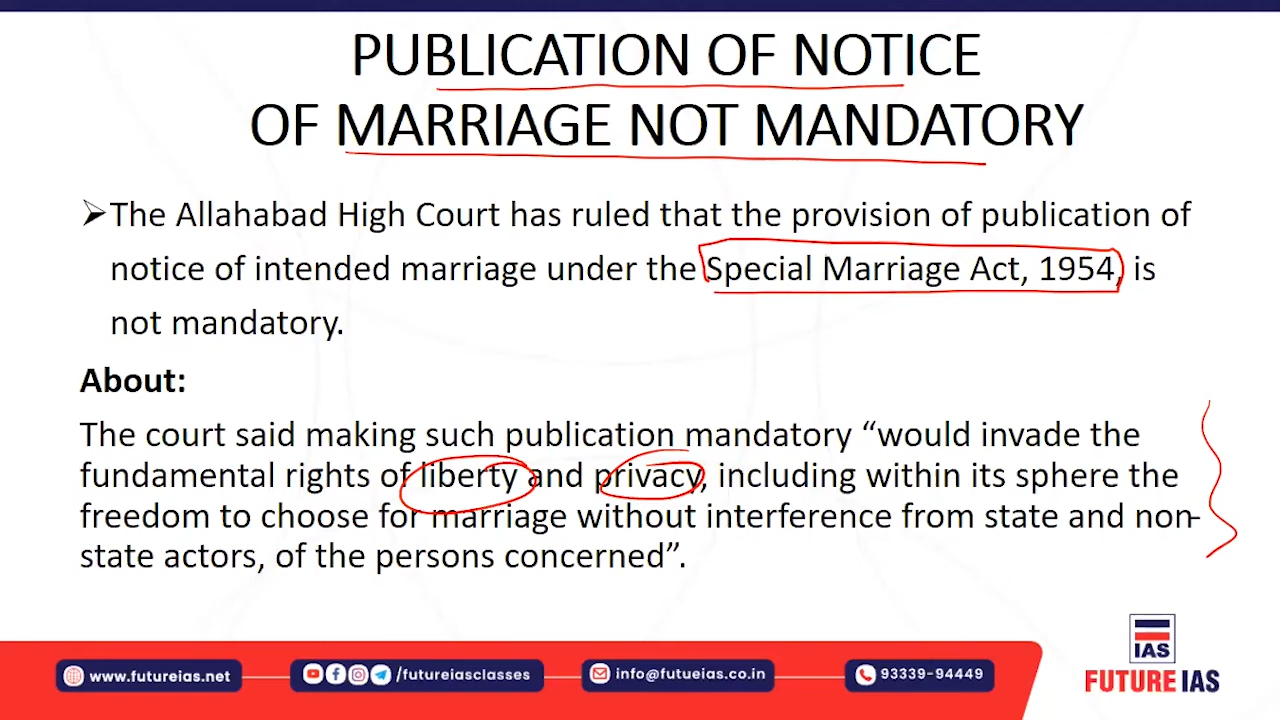 PUBLICATION OF NOTICE
OF MARRIAGE NOT MANDATORY
➢The Allahabad High Court has ruled that the provision of publication of
notice of intended marriage under the Special Marriage Act, 1954, is
not mandatory.
About:
The court said making such publication mandatory “would invade the
fundamental rights of liberty and privacy, including within its sphere the
freedom to choose for marriage without interference from state and non-
state actors, of the persons concerned”.
IAS
FUTURE IAS
www.futureias.net
/futureiasclasses
info@futueias.co.in
93339-94449